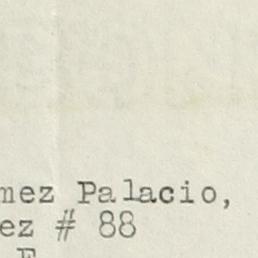 mez Palacio,
ez # 88
F.